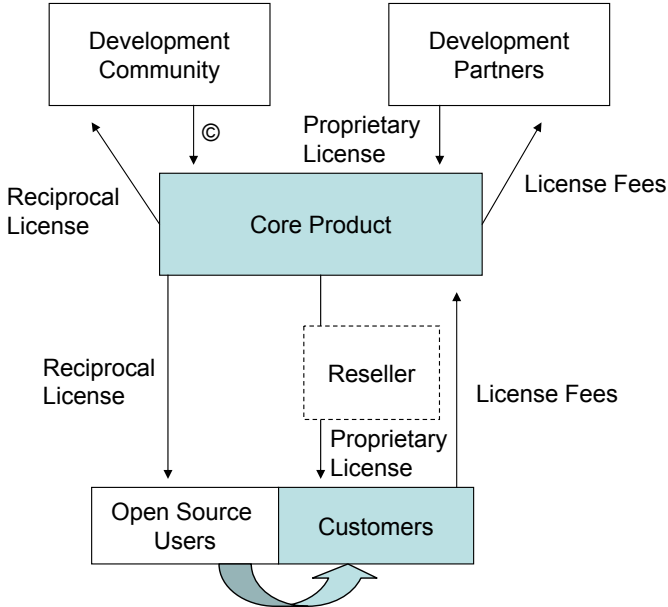 Development
Community
Development
Partners
©
Proprietary
License
Reciprocal
License
License Fees
Core Product
Reciprocal
License
Reseller
License Fees
Proprietary
License
Open Source
Users
Customers